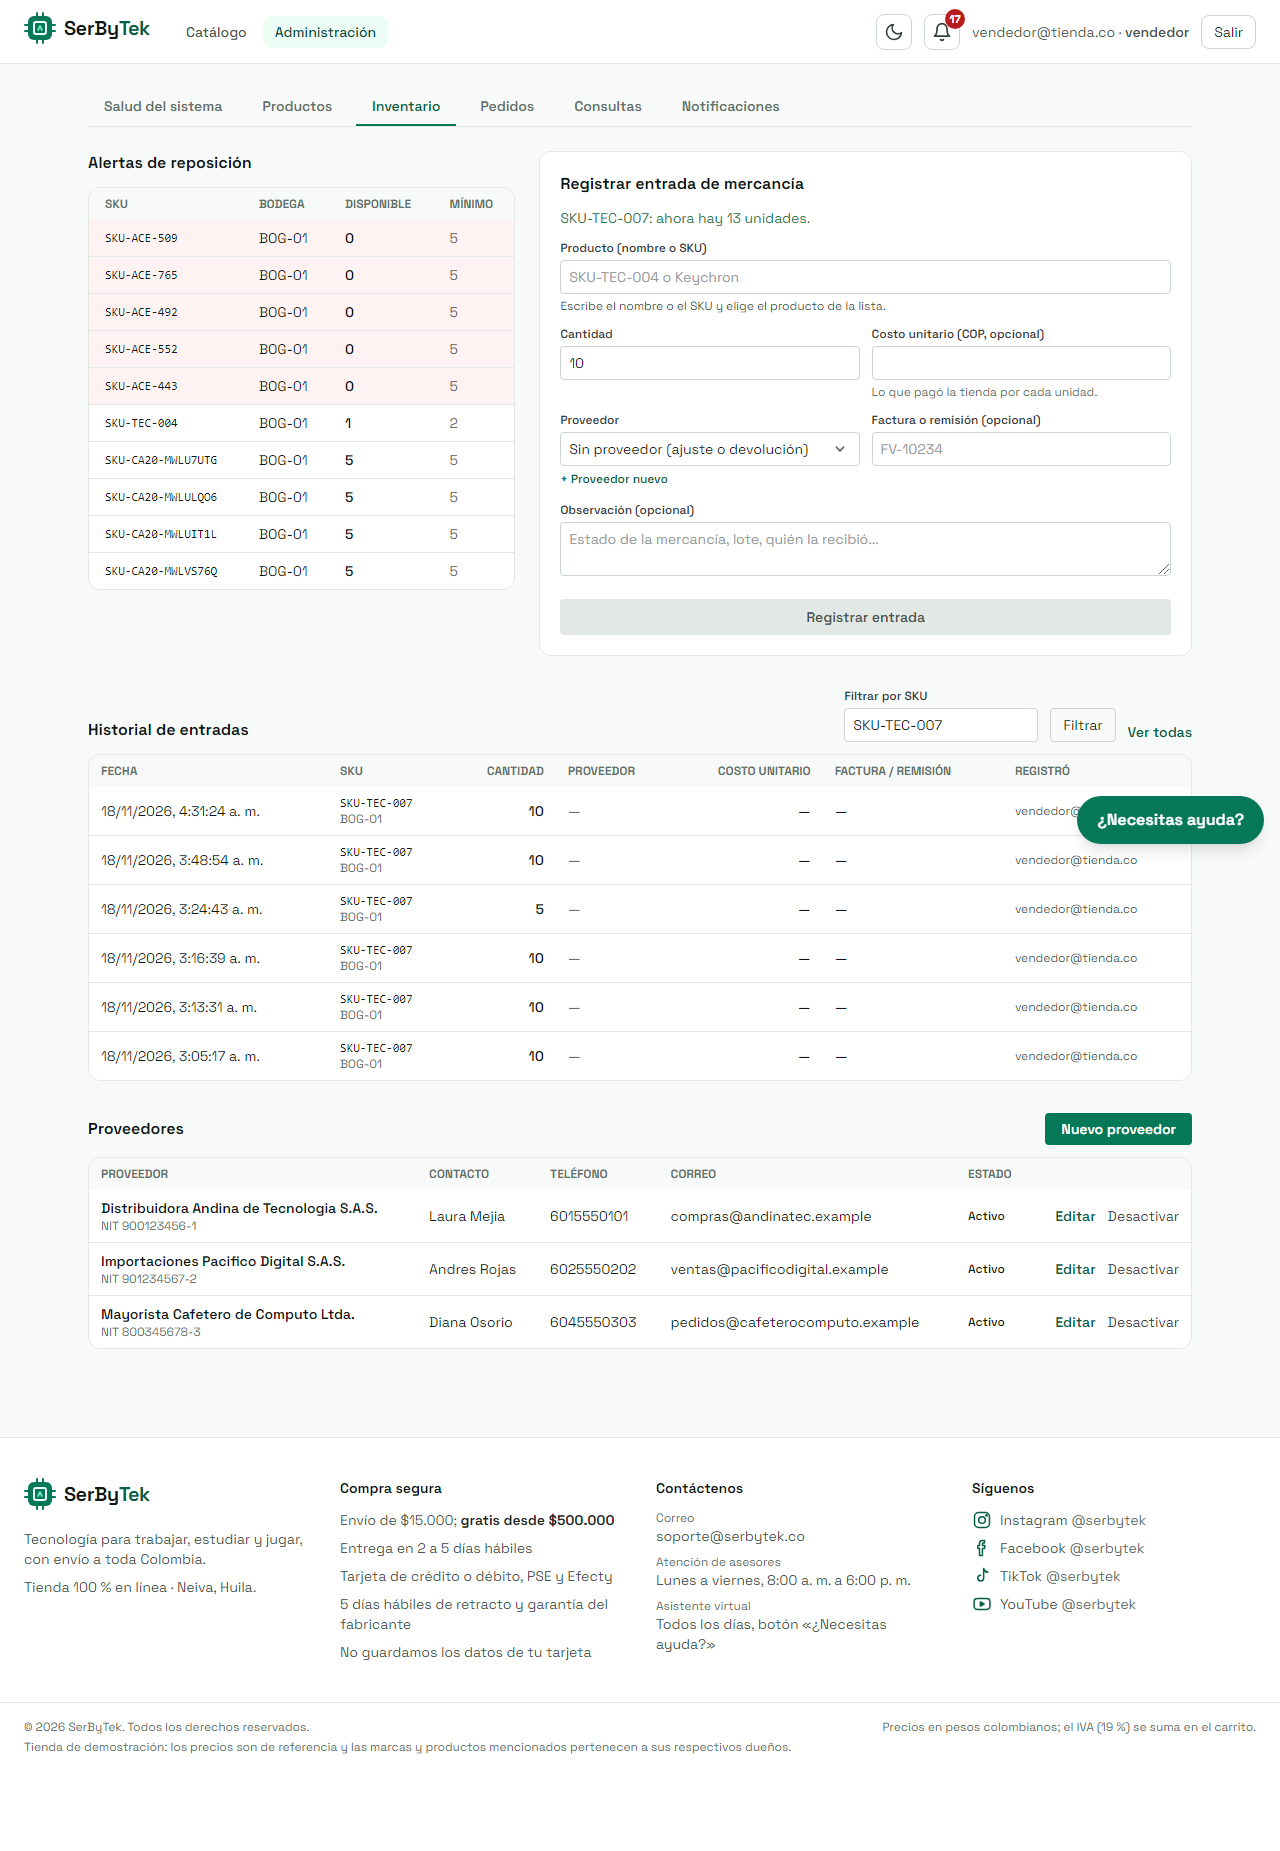 SerByTek
Catálogo
Administración
17
vendedor@tienda.co · vendedor
Salir
Salud del sistema
Productos
Inventario
Pedidos
Consultas
Notificaciones
Alertas de reposición
SKU BODEGA DISPONIBLE MÍNIMO
SKU-ACE-509 BOG-01 0 5
SKU-ACE-765 BOG-01 0 5
SKU-ACE-492 BOG-01 0 5
SKU-ACE-552 BOG-01 0 5
SKU-ACE-443 BOG-01 0 5
SKU-TEC-004 BOG-01 1 2
SKU-CA20-MWLU7UTG BOG-01 5 5
SKU-CA20-MWLULQO6 BOG-01 5 5
SKU-CA20-MWLUIT1L BOG-01 5 5
SKU-CA20-MWLVS76Q BOG-01 5 5
Registrar entrada de mercancía
SKU-TEC-007: ahora hay 13 unidades.
Producto (nombre o SKU)
SKU-TEC-004 o Keychron
Escribe el nombre o el SKU y elige el producto de la lista.
Cantidad
10
Costo unitario (COP, opcional)
Lo que pagó la tienda por cada unidad.
Proveedor
Sin proveedor (ajuste o devolución)
+ Proveedor nuevo
Factura o remisión (opcional)
FV-10234
Observación (opcional)
Estado de la mercancía, lote, quién la recibió...
Registrar entrada
Historial de entradas
Filtrar por SKU
SKU-TEC-007
Filtrar
Ver todas
FECHA SKU CANTIDAD PROVEEDOR COSTO UNITARIO FACTURA / REMISIÓN REGISTRÓ
18/11/2026, 4:31:24 a. m. SKU-TEC-007 BOG-01 10 — — — vendedor@
18/11/2026, 3:48:54 a. m. SKU-TEC-007 BOG-01 10 — — — vendedor@tienda.co
18/11/2026, 3:24:43 a. m. SKU-TEC-007 BOG-01 5 — — — vendedor@tienda.co
18/11/2026, 3:16:39 a. m. SKU-TEC-007 BOG-01 10 — — — vendedor@tienda.co
18/11/2026, 3:13:31 a. m. SKU-TEC-007 BOG-01 10 — — — vendedor@tienda.co
18/11/2026, 3:05:17 a. m. SKU-TEC-007 BOG-01 10 — — — vendedor@tienda.co
¿Necesitas ayuda?
Proveedores
Nuevo proveedor
PROVEEDOR CONTACTO TELÉFONO CORREO ESTADO
Distribuidora Andina de Tecnologia S.A.S.
NIT 900123456-1
Laura Mejia 6015550101 compras@andinatec.example Activo Editar Desactivar
Importaciones Pacifico Digital S.A.S.
NIT 901234567-2
Andres Rojas 6025550202 ventas@pacificodigital.example Activo Editar Desactivar
Mayorista Cafetero de Computo Ltda.
NIT 800345678-3
Diana Osorio 6045550303 pedidos@cafeterocomputo.example Activo Editar Desactivar
SerByTek
Tecnología para trabajar, estudiar y jugar,
con envío a toda Colombia.
Tienda 100 % en línea · Neiva, Huila.
Compra segura
Envío de $15.000; gratis desde $500.000
Entrega en 2 a 5 días hábiles
Tarjeta de crédito o débito, PSE y Efecty
5 días hábiles de retracto y garantía del
fabricante
No guardamos los datos de tu tarjeta
Contáctenos
Correo
soporte@serbytek.co
Atención de asesores
Lunes a viernes, 8:00 a. m. a 6:00 p. m.
Asistente virtual
Todos los días, botón «¿Necesitas
ayuda?»
Síguenos
Instagram @serbytek
Facebook @serbytek
TikTok @serbytek
YouTube @serbytek
© 2026 SerByTek. Todos los derechos reservados.
Precios en pesos colombianos; el IVA (19 %) se suma en el carrito.
Tienda de demostración: los precios son de referencia y las marcas y productos mencionados pertenecen a sus respectivos dueños.